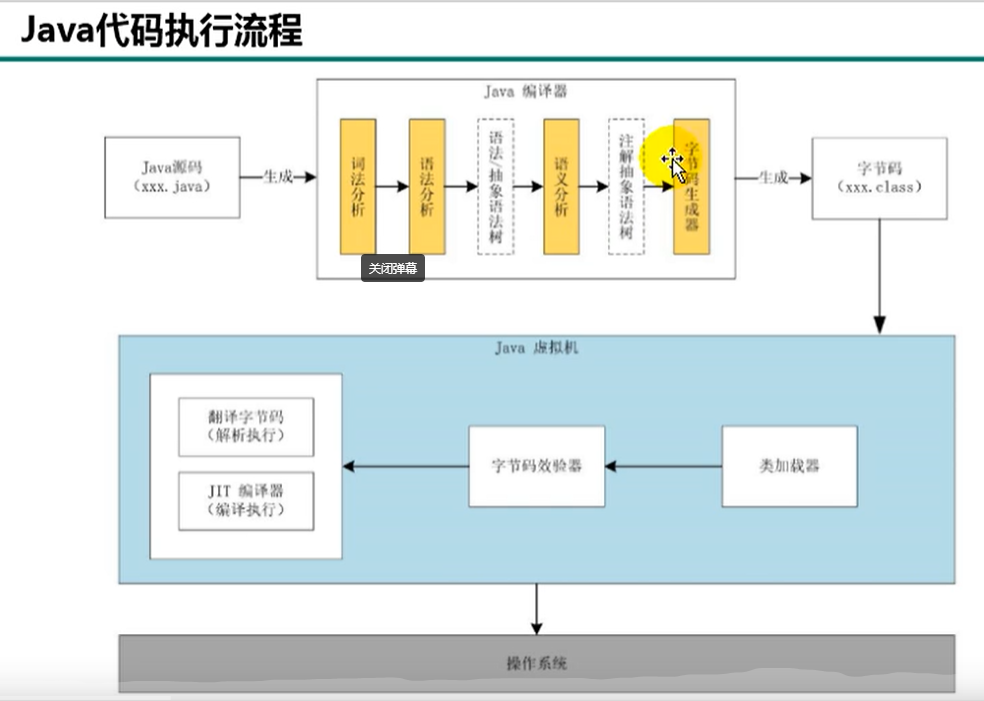 Java代码执行流程
Java 编译器
Java源码
（xxx.java）
生成
词法分析
语法分析
语法/抽象语法树
语义分析
注解抽象语法树
字节码生成器
生成
字节码
（xxx.class）
关闭弹幕
Java 虚拟机
翻译字节码
（解析执行）
JIT 编译器
（编译执行）
字节码效验器
类加载器
操作系统